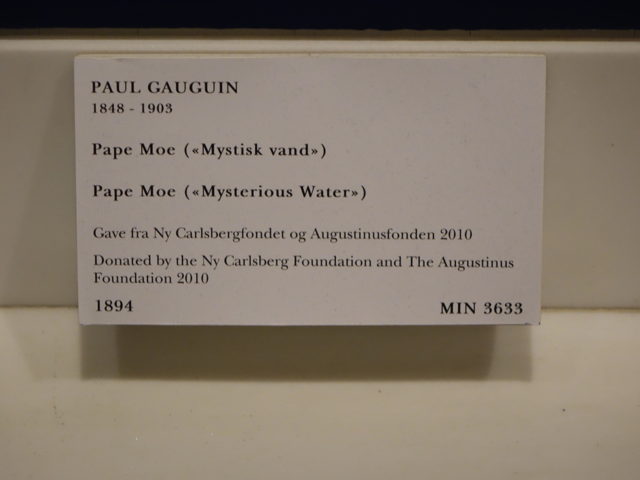 PAUL GAUGUIN
1848 - 1903
Pape Moe («Mystisk vand»)
Pape Moe («Mysterious Water»)
Gave fra Ny Carlsbergfondet og Augustinusfonden 2010
Donated by the Ny Carlsberg Foundation and The Augustinus
Foundation 2010
1894 MIN 3633